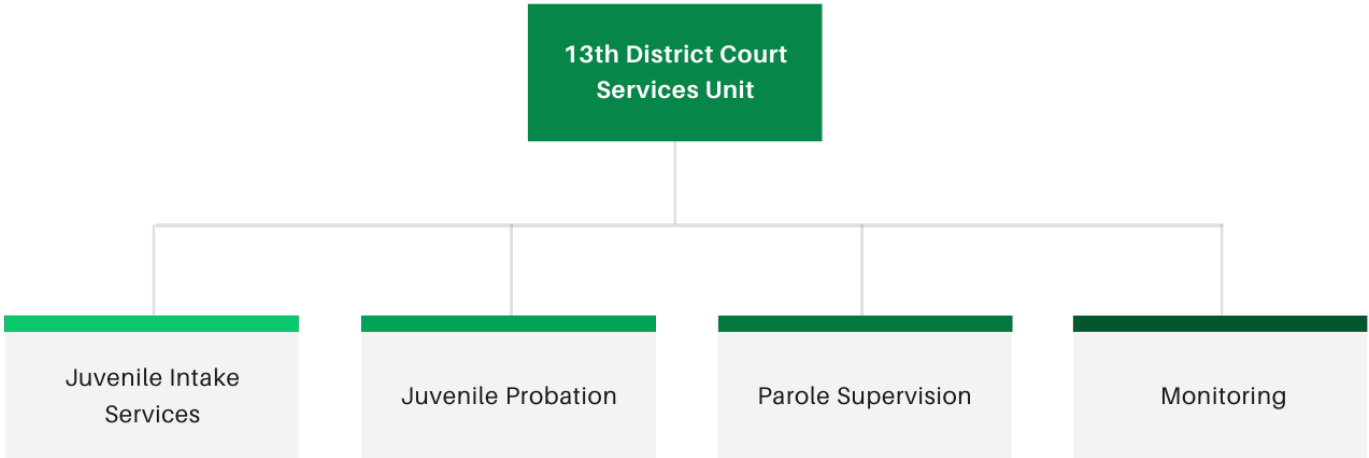 13th District Court
Services Unit
Juvenile Intake
Services
Juvenile Probation
Parole Supervision
Monitoring